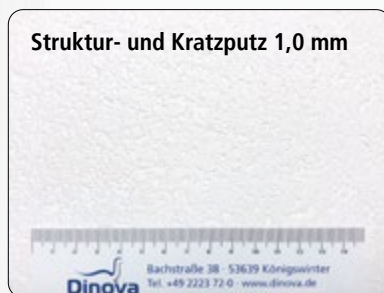 Struktur- und Kratzputz 1,0 mm
Dinova
Bachstraße 38 · 53639 Königswinter
Tel. +49 2223 72-0 · www.dinova.de